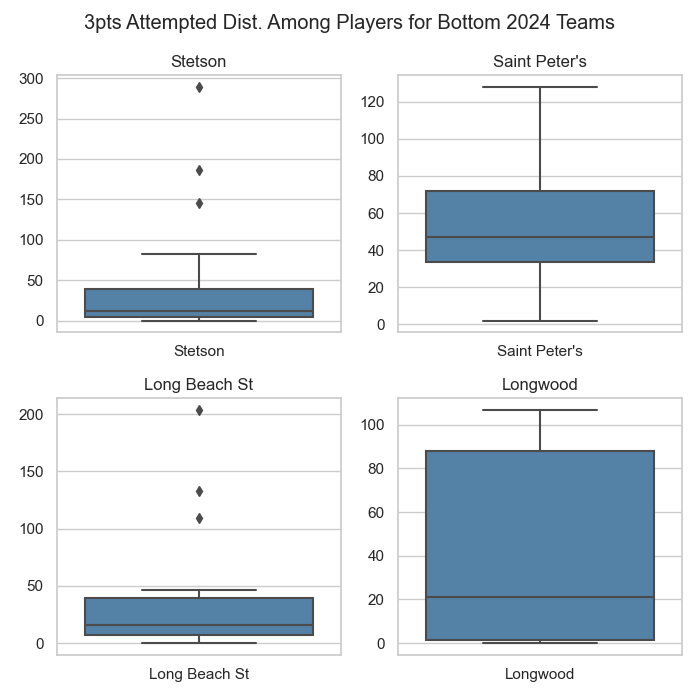 3pts Attempted Dist. Among Players for Bottom 2024 Teams
Stetson
300
250
200
150
100
50
0
Stetson
Saint Peter's
120
100
80
60
40
20
0
Saint Peter's
Long Beach St
200
150
100
50
0
Long Beach St
Longwood
100
80
60
40
20
0
Longwood